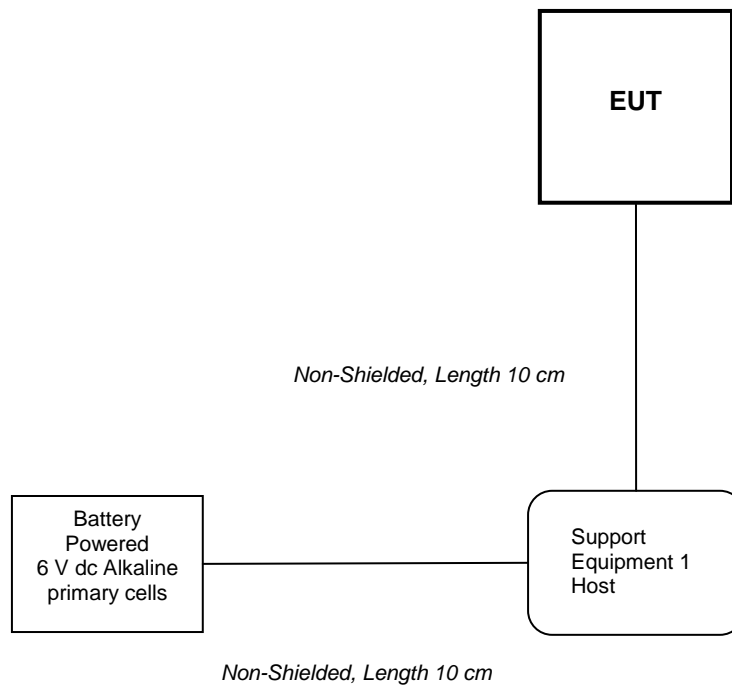 EUT
Non-Shielded, Length 10 cm
Battery
Powered
6 V dc Alkaline
primary cells
Support
Equipment 1
Host
Non-Shielded, Length 10 cm